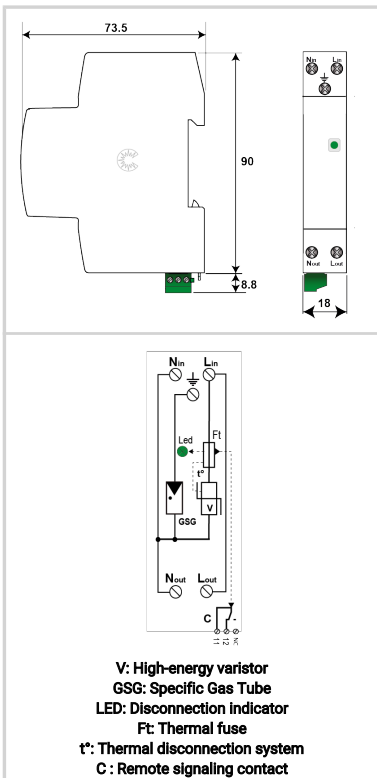 73.5
Nin Lin
90
8.8
Nout Lout
18
Nin Lin
Led
Ft
t°
V
GSG
Nout Lout
C
11 12 NC
V: High-energy varistor
GSG: Specific Gas Tube
LED: Disconnection indicator
Ft: Thermal fuse
t°: Thermal disconnection system
C : Remote signaling contact